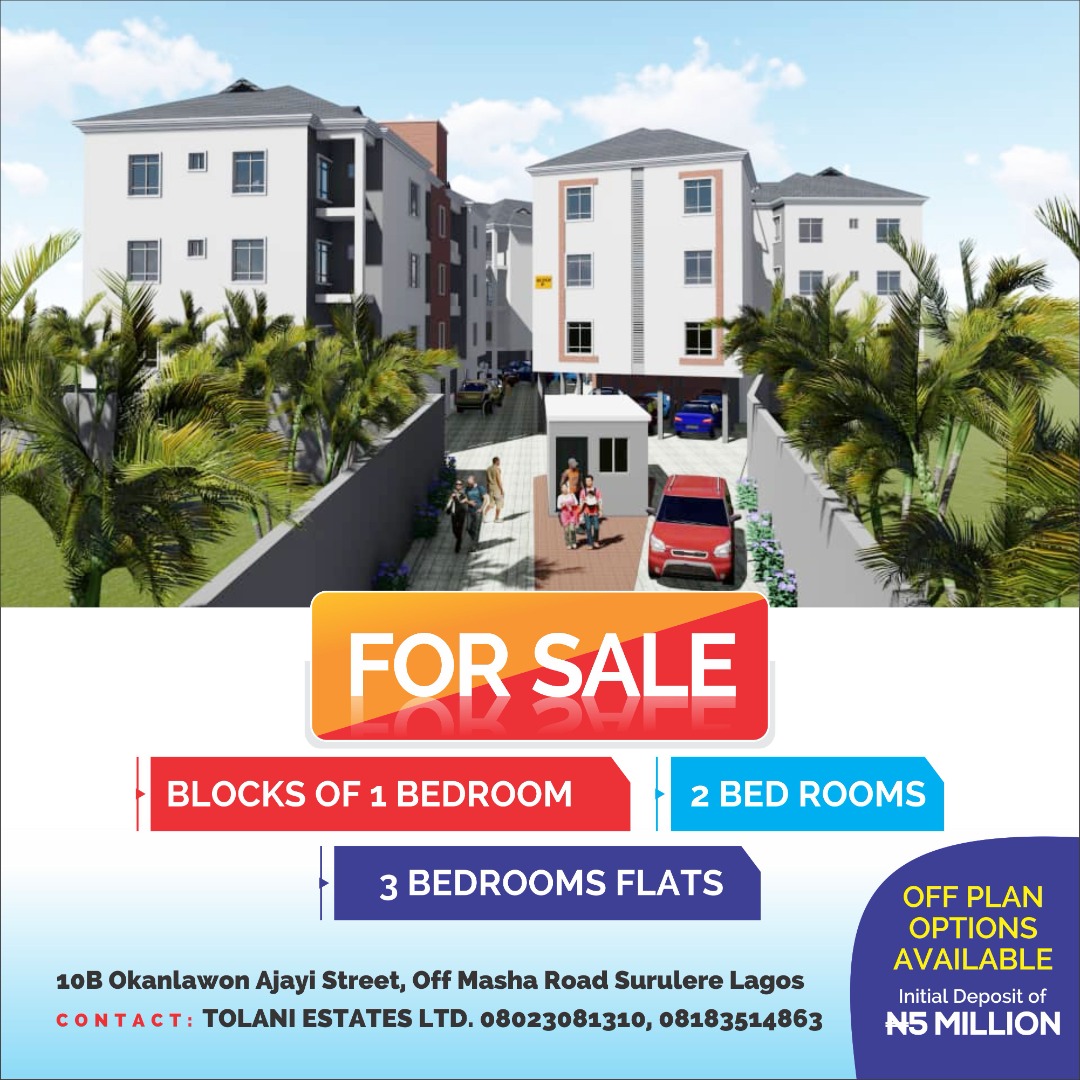 FOR SALE
BLOCKS OF 1 BEDROOM
2 BED ROOMS
3 BEDROOMS FLATS
OFF PLAN
OPTIONS
AVAILABLE
Initial Deposit of
₦5 MILLION
10B Okanlawon Ajayi Street, Off Masha Road Surulere Lagos
CONTACT: TOLANI ESTATES LTD. 08023081310, 08183514863